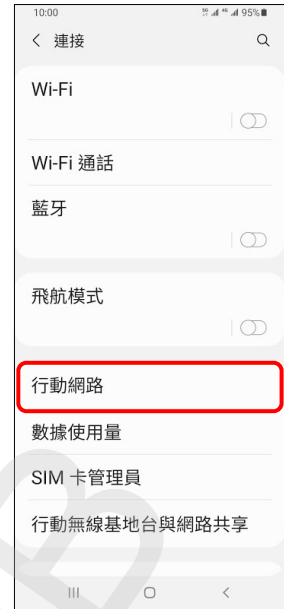 10:00 5G 4G 95%
連接
Wi-Fi
Wi-Fi 通話
藍牙
飛航模式
行動網路
數據使用量
SIM 卡管理員
行動無線基地台與網路共享
B